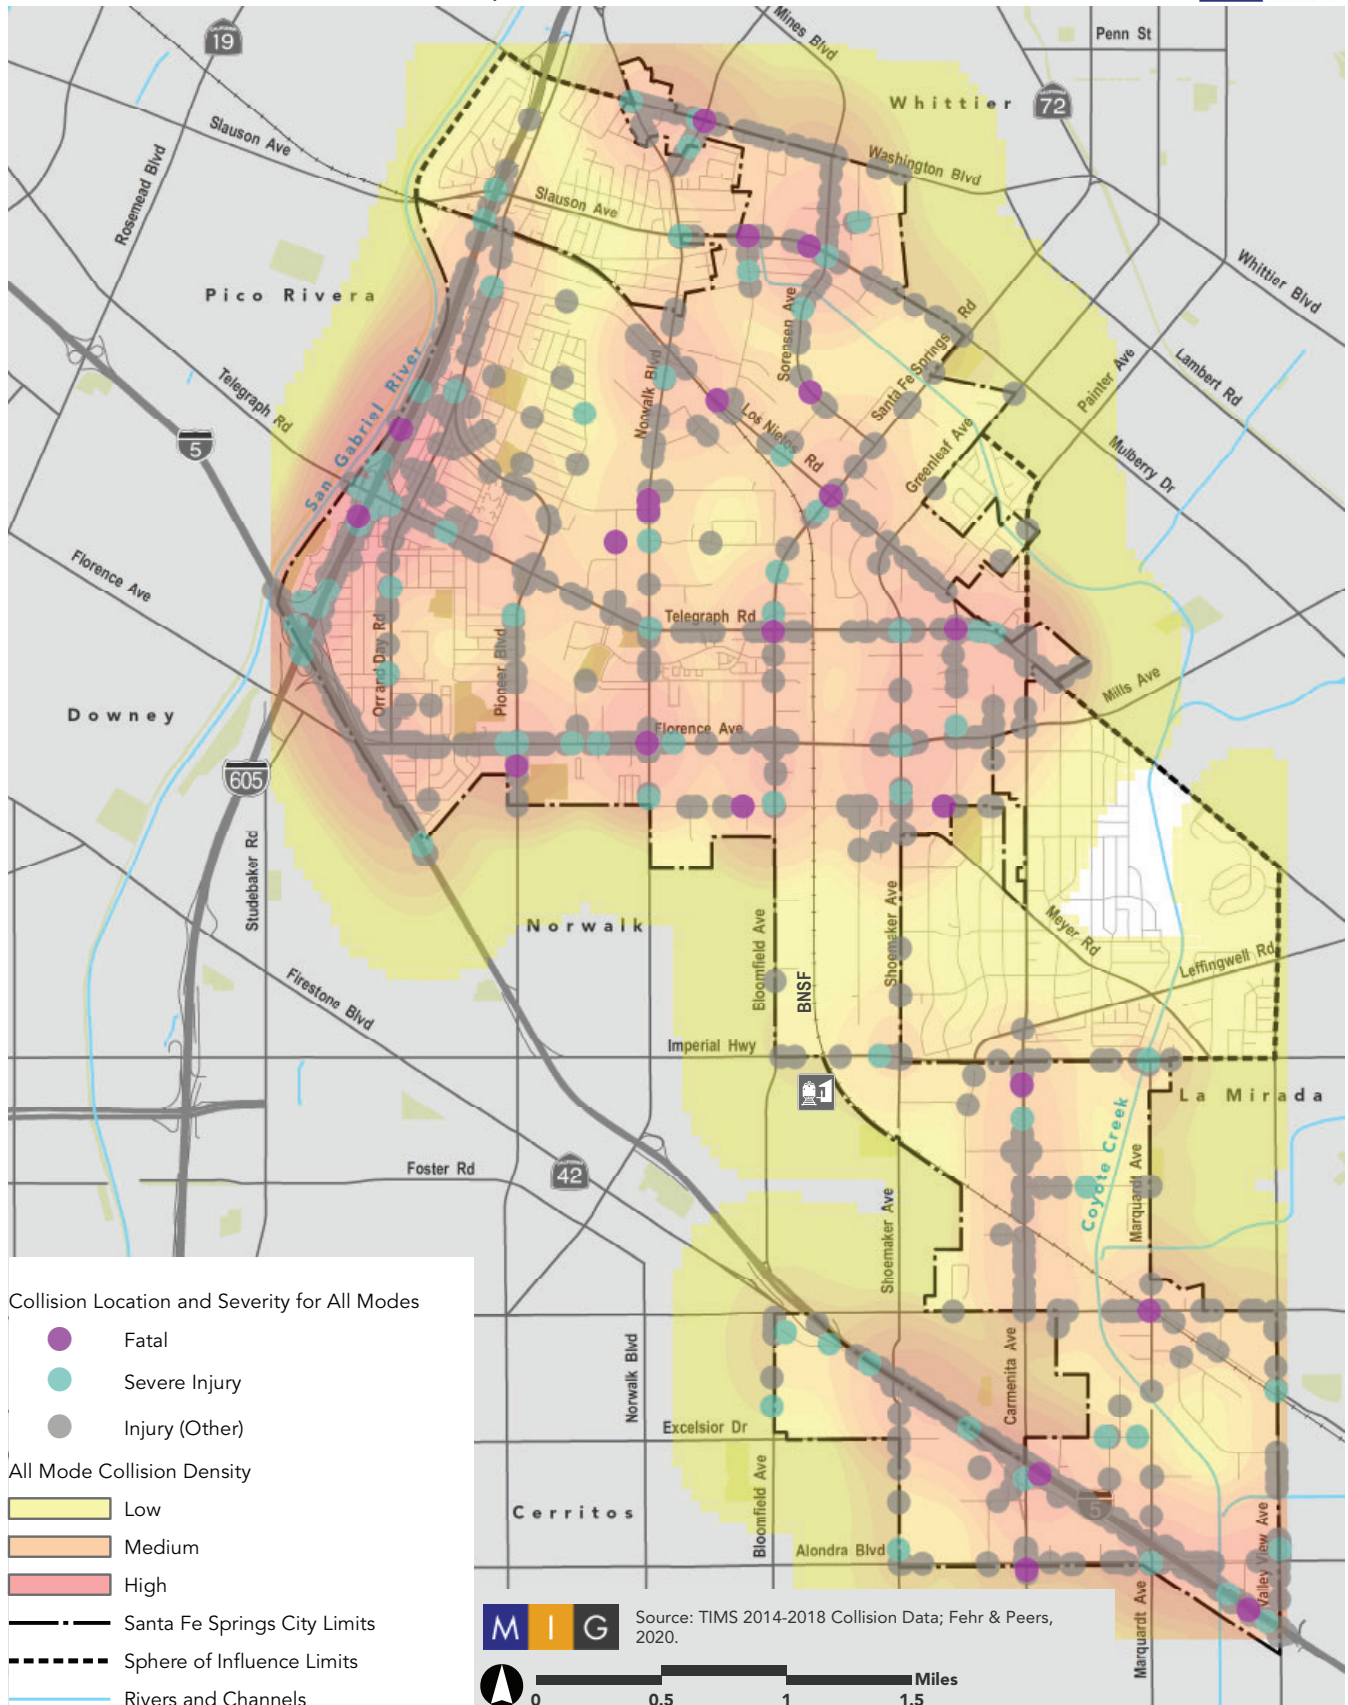 CALIFORNIA
19
Mines Blvd
Penn St
Whittier
CALIFORNIA
72
Slauson Ave
Rosemead Blvd
Washington Blvd
Slauson Ave
Whittier Blvd
Pico Rivera
Sorensen Ave
Santa Fe Springs Rd
Lambert Rd
Painter Ave
San Gabriel River
Telegraph Rd
Norwalk Blvd
Los Nietos Rd
Greenleaf Ave
Mulberry Dr
5
Florence Ave
Telegraph Rd
Orr and Day Rd
Pioneer Blvd
Mills Ave
Downey
Florence Ave
605
Studebaker Rd
Norwalk
Bloomfield Ave
BNSF
Shoemaker Ave
Meyer Rd
Leffingwell Rd
Firestone Blvd
Imperial Hwy
La Mirada
Coyote Creek
Marquardt Ave
Foster Rd
CALIFORNIA
42
Shoemaker Ave
Norwalk Blvd
Carmenita Ave
Excelsior Dr
Bloomfield Ave
Cerritos
5
Alondra Blvd
Valley View Ave
Marquardt Ave
Collision Location and Severity for All Modes
Fatal
Severe Injury
Injury (Other)
All Mode Collision Density
Low
Medium
High
Santa Fe Springs City Limits
Sphere of Influence Limits
Rivers and Channels
M I G
Source: TIMS 2014-2018 Collision Data; Fehr & Peers,
2020.
Miles
0 0.5 1 1.5